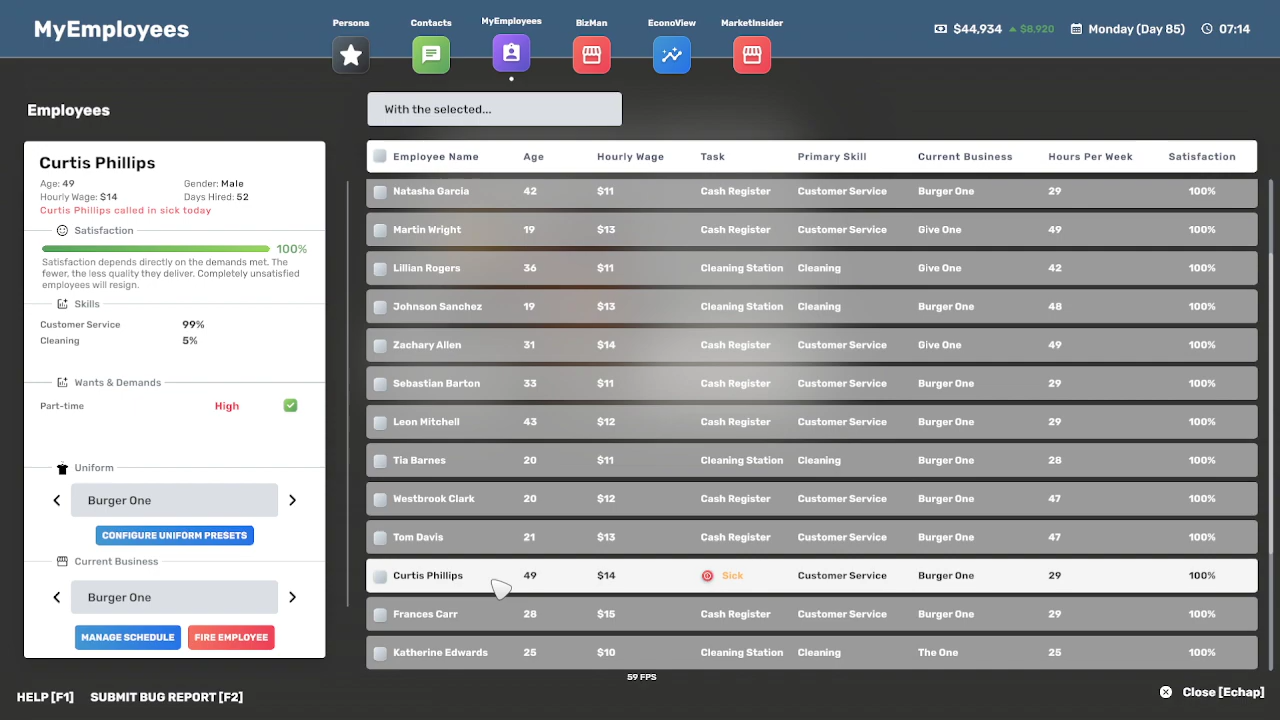 MyEmployees
Persona
Contacts
MyEmployees
BizMan
EconoView
MarketInsider
$44,934 $8,920 Monday (Day 85) 07:14
Employees
With the selected...
Curtis Phillips
Age: 49 Gender: Male
Hourly Wage: $14 Days Hired: 52
Curtis Phillips called in sick today
Satisfaction
100%
Satisfaction depends directly on the demands met. The
fewer, the less quality they deliver. Completely unsatisfied
employees will resign.
Skills
Customer Service 99%
Cleaning 5%
Wants & Demands
Part-time High
Uniform
Burger One
CONFIGURE UNIFORM PRESETS
Current Business
Burger One
MANAGE SCHEDULE FIRE EMPLOYEE
Employee Name Age Hourly Wage Task Primary Skill Current Business Hours Per Week Satisfaction
Natasha Garcia 42 $11 Cash Register Customer Service Burger One 29 100%
Martin Wright 19 $13 Cash Register Customer Service Give One 49 100%
Lillian Rogers 36 $11 Cleaning Station Cleaning Give One 42 100%
Johnson Sanchez 19 $13 Cleaning Station Cleaning Burger One 48 100%
Zachary Allen 31 $14 Cash Register Customer Service Give One 49 100%
Sebastian Barton 33 $11 Cash Register Customer Service Burger One 29 100%
Leon Mitchell 43 $12 Cash Register Customer Service Burger One 29 100%
Tia Barnes 20 $11 Cleaning Station Cleaning Burger One 28 100%
Westbrook Clark 20 $12 Cash Register Customer Service Burger One 47 100%
Tom Davis 21 $13 Cash Register Customer Service Burger One 47 100%
Curtis Phillips 49 $14 Sick Customer Service Burger One 29 100%
Frances Carr 28 $15 Cash Register Customer Service Burger One 29 100%
Katherine Edwards 25 $10 Cleaning Station Cleaning The One 25 100%
59 FPS
HELP [F1] SUBMIT BUG REPORT [F2]
Close [Echap]